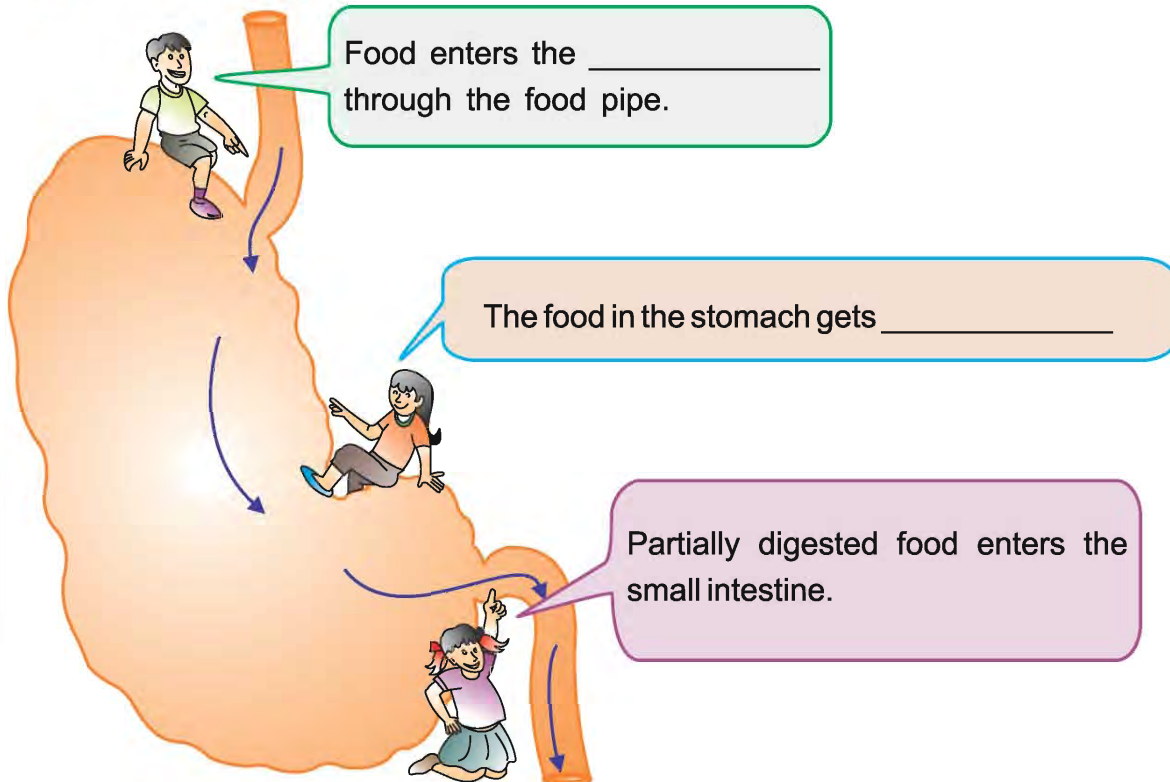 Food enters the _____________
through the food pipe.
The food in the stomach gets _____________
Partially digested food enters the
small intestine.